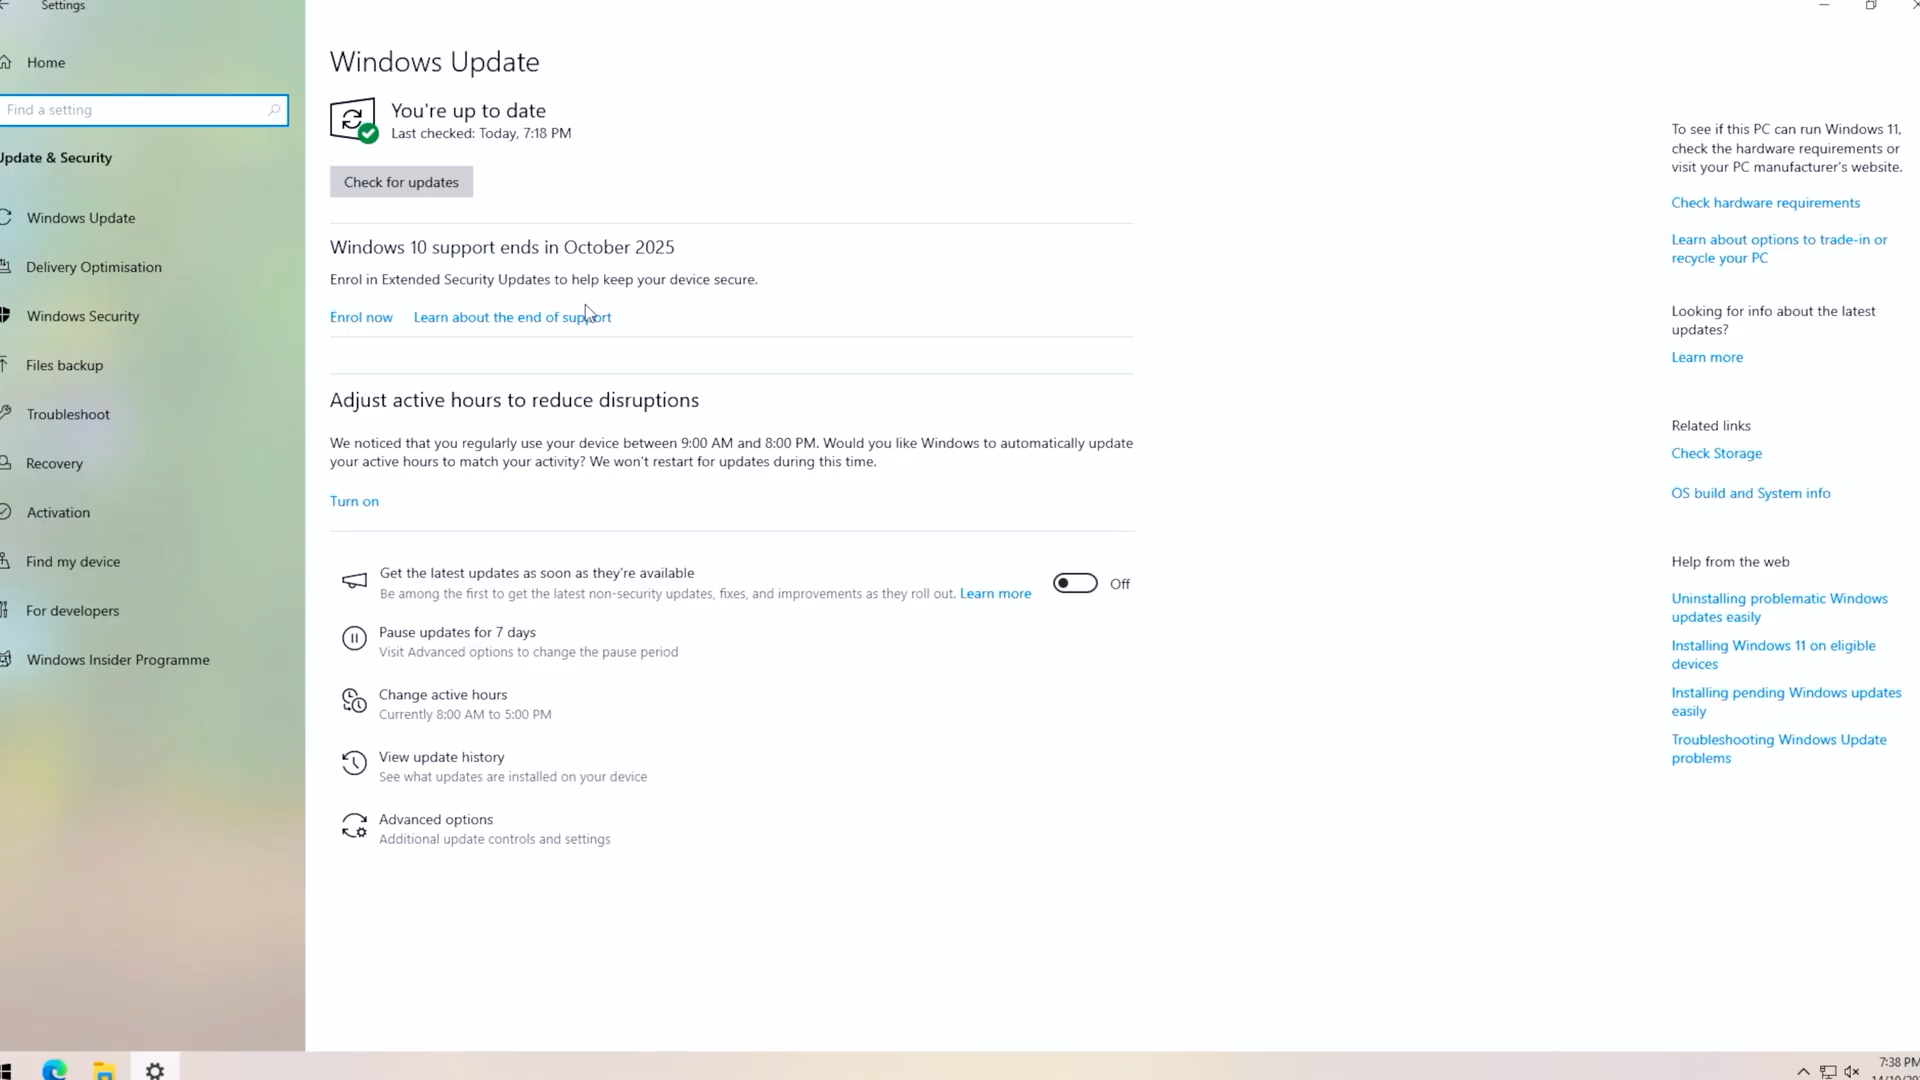 Settings
Home
Find a setting
Update & Security
Windows Update
Delivery Optimisation
Windows Security
Files backup
Troubleshoot
Recovery
Activation
Find my device
For developers
Windows Insider Programme
Windows Update
You're up to date
Last checked: Today, 7:18 PM
Check for updates
Windows 10 support ends in October 2025
Enrol in Extended Security Updates to help keep your device secure.
Enrol now Learn about the end of support
Adjust active hours to reduce disruptions
We noticed that you regularly use your device between 9:00 AM and 8:00 PM. Would you like Windows to automatically update
your active hours to match your activity? We won't restart for updates during this time.
Turn on
Get the latest updates as soon as they're available
Be among the first to get the latest non-security updates, fixes, and improvements as they roll out. Learn more
Off
Pause updates for 7 days
Visit Advanced options to change the pause period
Change active hours
Currently 8:00 AM to 5:00 PM
View update history
See what updates are installed on your device
Advanced options
Additional update controls and settings
To see if this PC can run Windows 11,
check the hardware requirements or
visit your PC manufacturer's website.
Check hardware requirements
Learn about options to trade-in or
recycle your PC
Looking for info about the latest
updates?
Learn more
Related links
Check Storage
OS build and System info
Help from the web
Uninstalling problematic Windows
updates easily
Installing Windows 11 on eligible
devices
Installing pending Windows updates
easily
Troubleshooting Windows Update
problems
7:38 PM